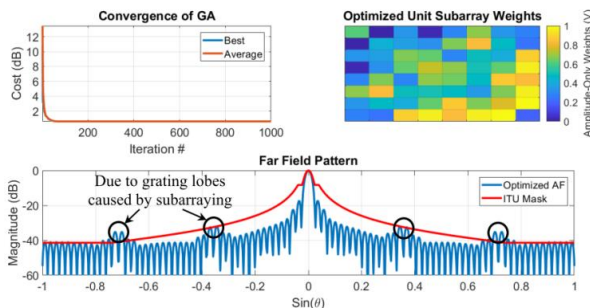 Convergence of GA
Cost (dB)
12
10
8
6
4
2
Best
Average
200
400
600
800
1000
Iteration #
Optimized Unit Subarray Weights
1
0.8
0.6
0.4
0.2
0
Amplitude-Only Weights (V)
Far Field Pattern
Magnitude (dB)
0
-20
-40
-60
Due to grating lobes
caused by subarraying
Optimized AF
ITU Mask
-1
-0.8
-0.6
-0.4
-0.2
0
0.2
0.4
0.6
0.8
1
Sin(θ)